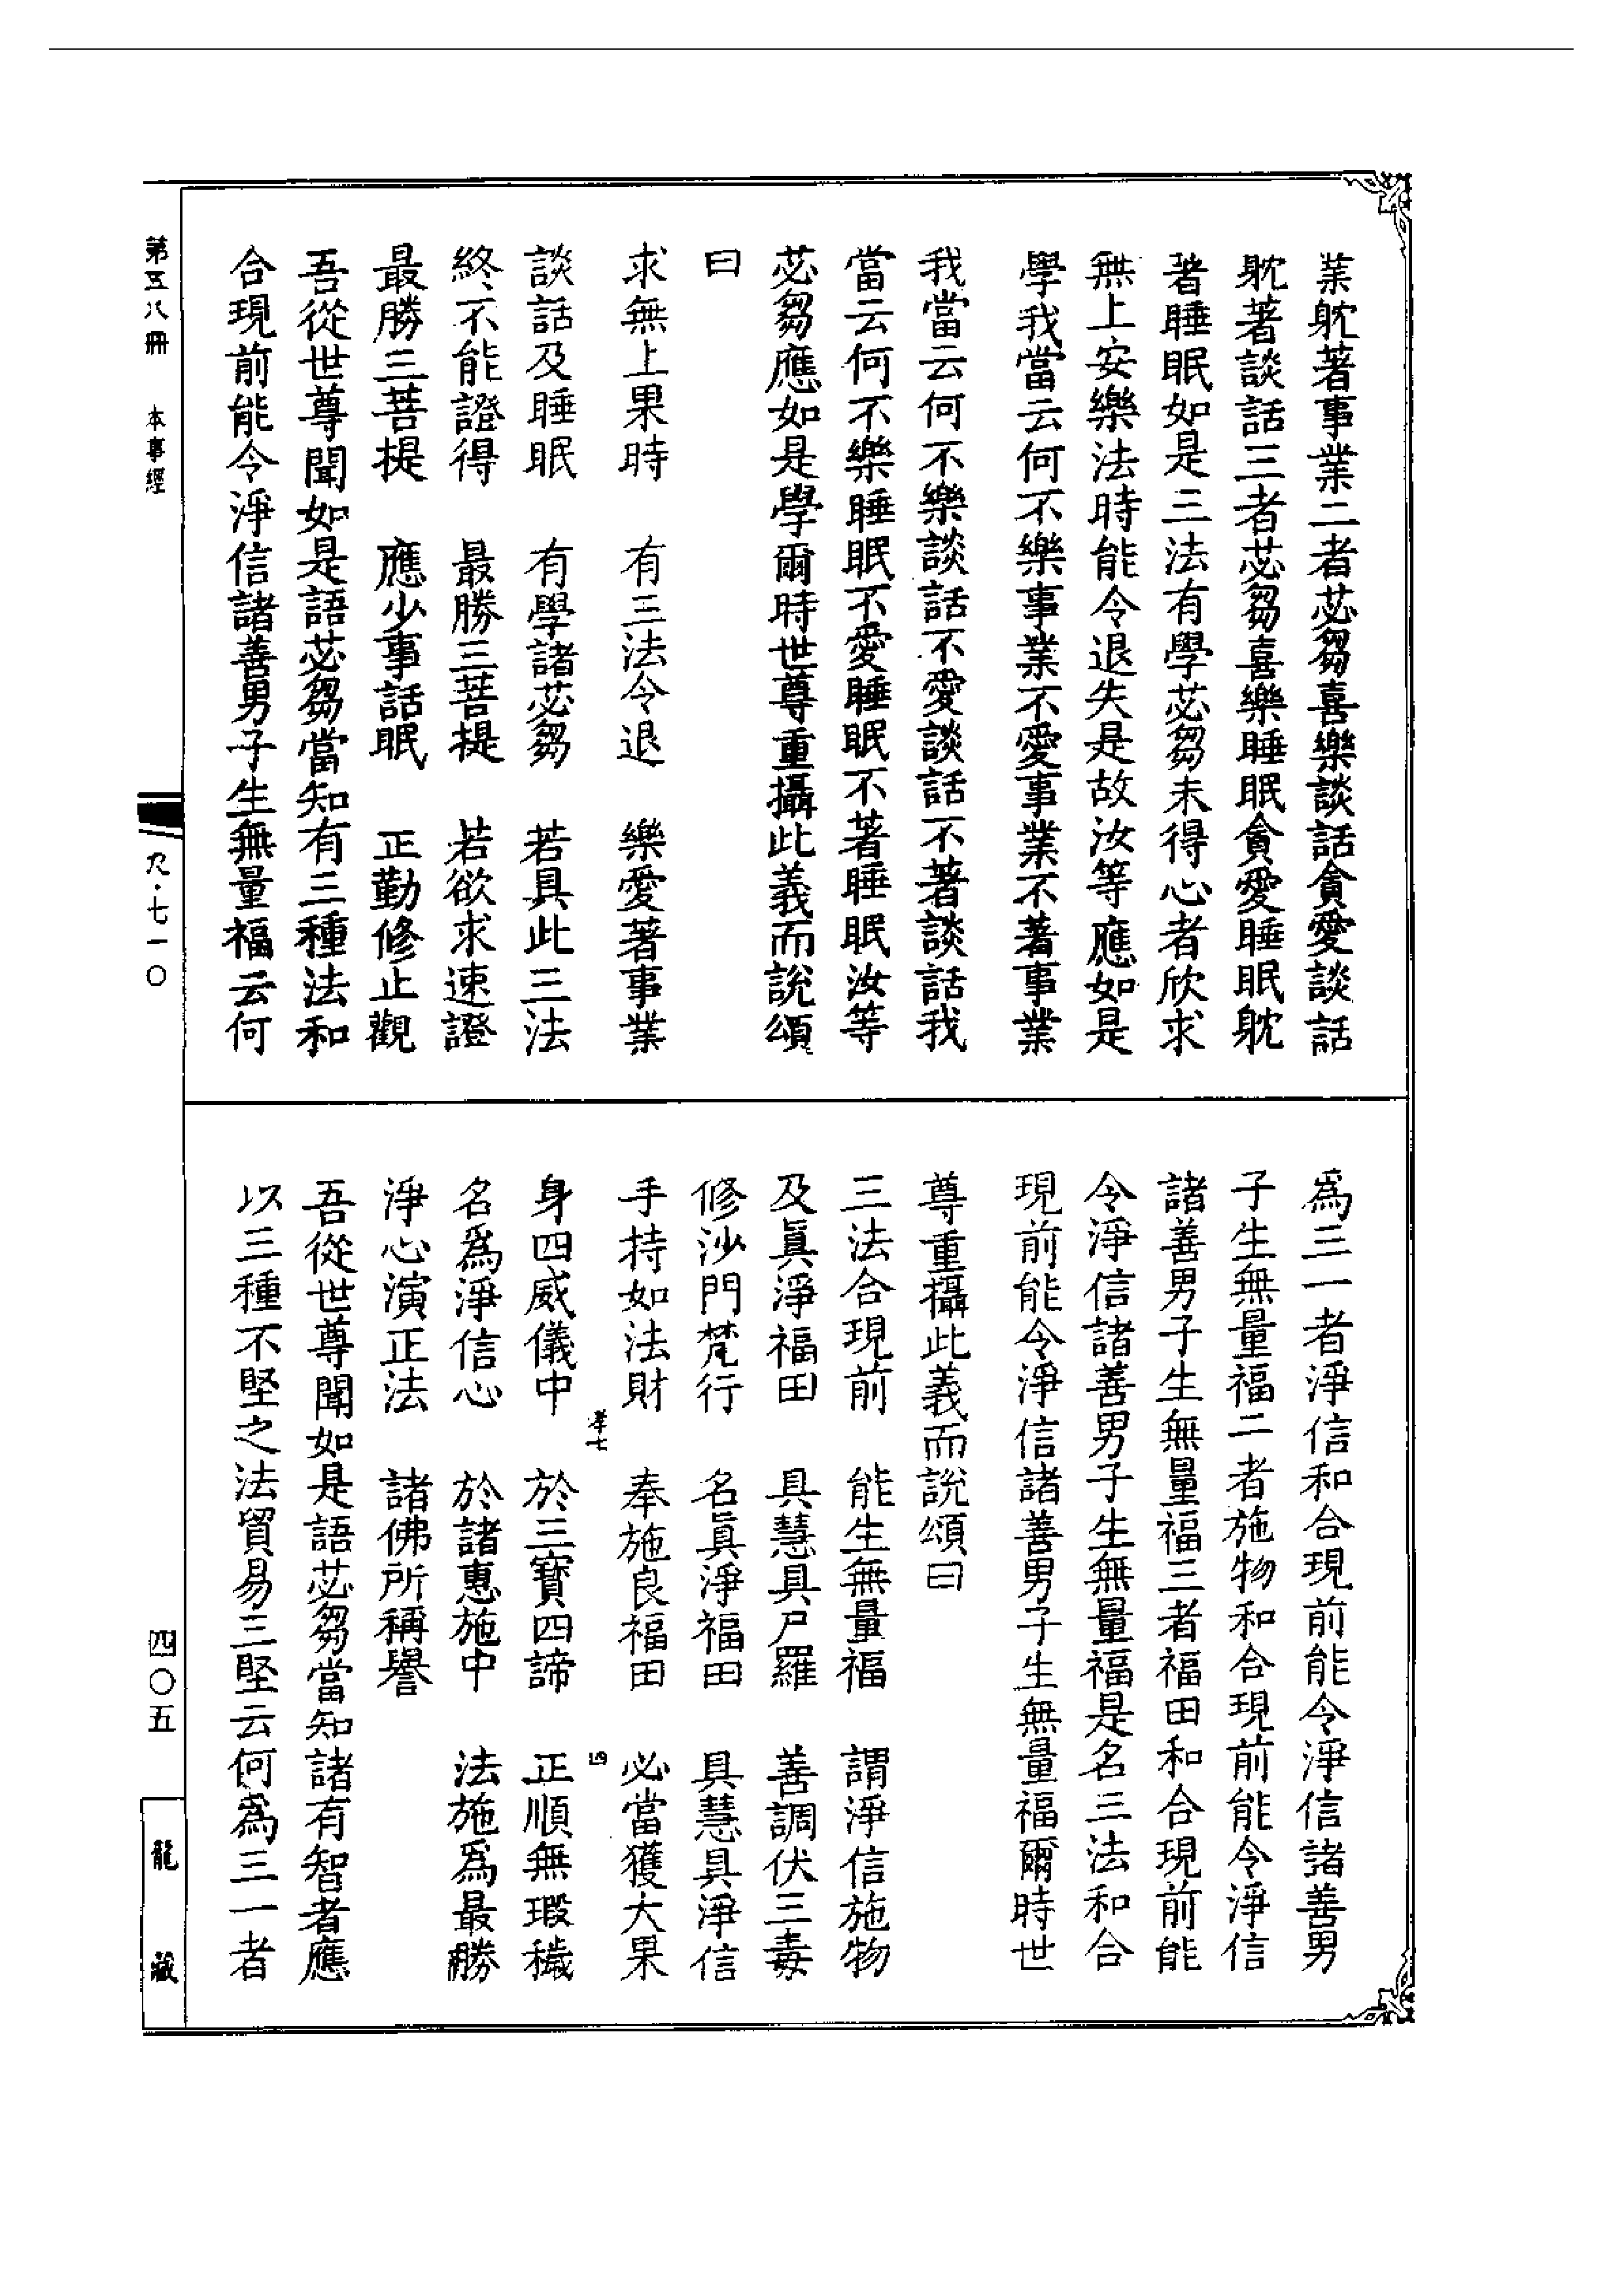 業躭著事業二者苾芻喜樂談話貪愛談話
躭著談話三者苾芻喜樂睡眠貪愛睡眠躭
著睡眠如是三法有學苾芻未得心者欣求
無上安樂法時能令退失是故汝等應如是
學我當云何不樂事業不愛事業不著事業
我當云何不樂談話不愛談話不著談話我
當云何不樂睡眠不愛睡眠不著睡眠汝等
苾芻應如是學爾時世尊重攝此義而說頌
曰
求無上果時　有三法令退　樂愛著事業
談話及睡眠　有學諸苾芻　若具此三法
終不能證得　最勝三菩提　若欲求速證
最勝三菩提　應少事話眠　正勤修止觀
吾從世尊聞如是語苾芻當知有三種法和
合現前能令淨信諸善男子生無量福云何
為三一者淨信和合現前能令淨信諸善男
子生無量福二者施物和合現前能令淨信
諸善男子生無量福三者福田和合現前能
令淨信諸善男子生無量福是名三法和合
現前能令淨信諸善男子生無量福爾時世
尊重攝此義而說頌曰
三法合現前　能生無量福　謂淨信施物
及眞淨福田　具慧具尸羅　善調伏三毒
修沙門梵行　名眞淨福田　具慧具淨信
手持如法財　奉施良福田　必當獲大果
孝七
身四威儀中　於三寶四諦　正順無瑕穢
名爲淨信心　於諸惠施中　法施爲最勝
淨心演正法　諸佛所稱譽
吾從世尊聞如是語苾芻當知諸有智者應
以三種不堅之法貿易三堅云何為三一者
第五八冊　本事經
九·七一〇
四〇五
龍藏